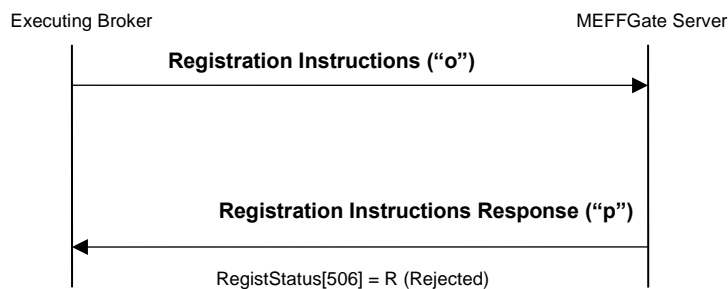 Executing Broker
MEFFGate Server
Registration Instructions (“o”)
Registration Instructions Response (“p”)
RegistStatus[506] = R (Rejected)